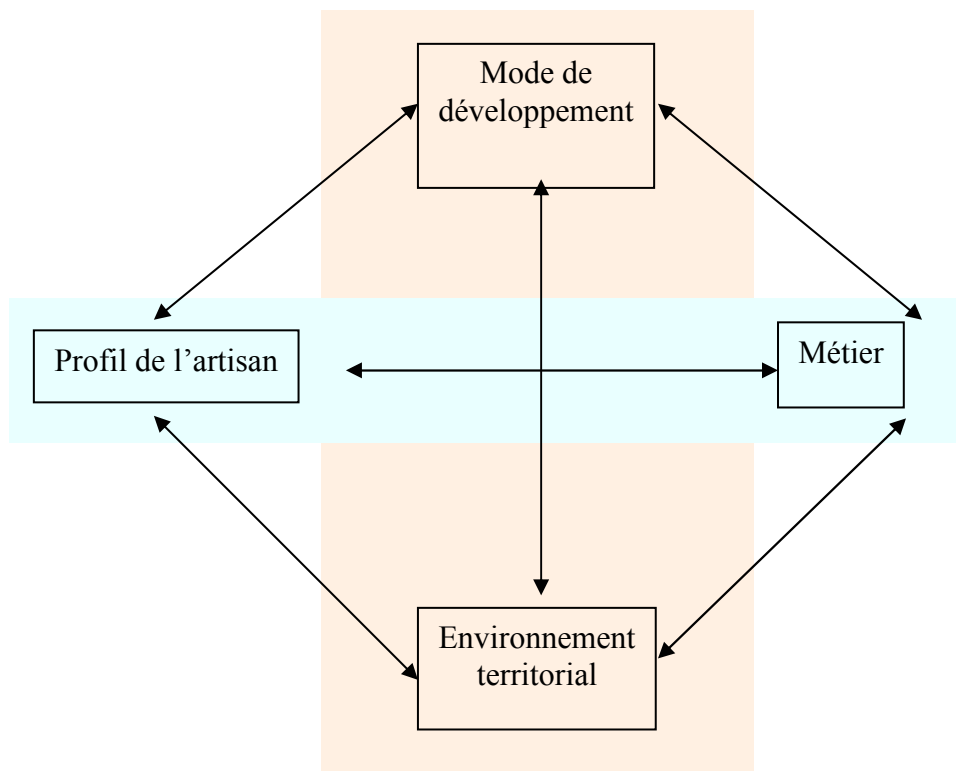 Mode de
développement
Profil de l’artisan
Métier
Environnement
territorial